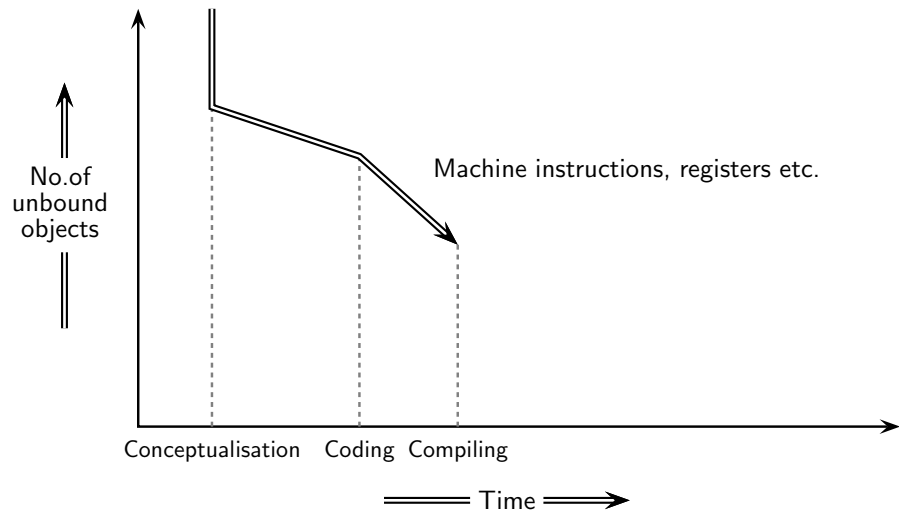 No.of
unbound
objects
Machine instructions, registers etc.
Conceptualisation
Coding
Compiling
Time